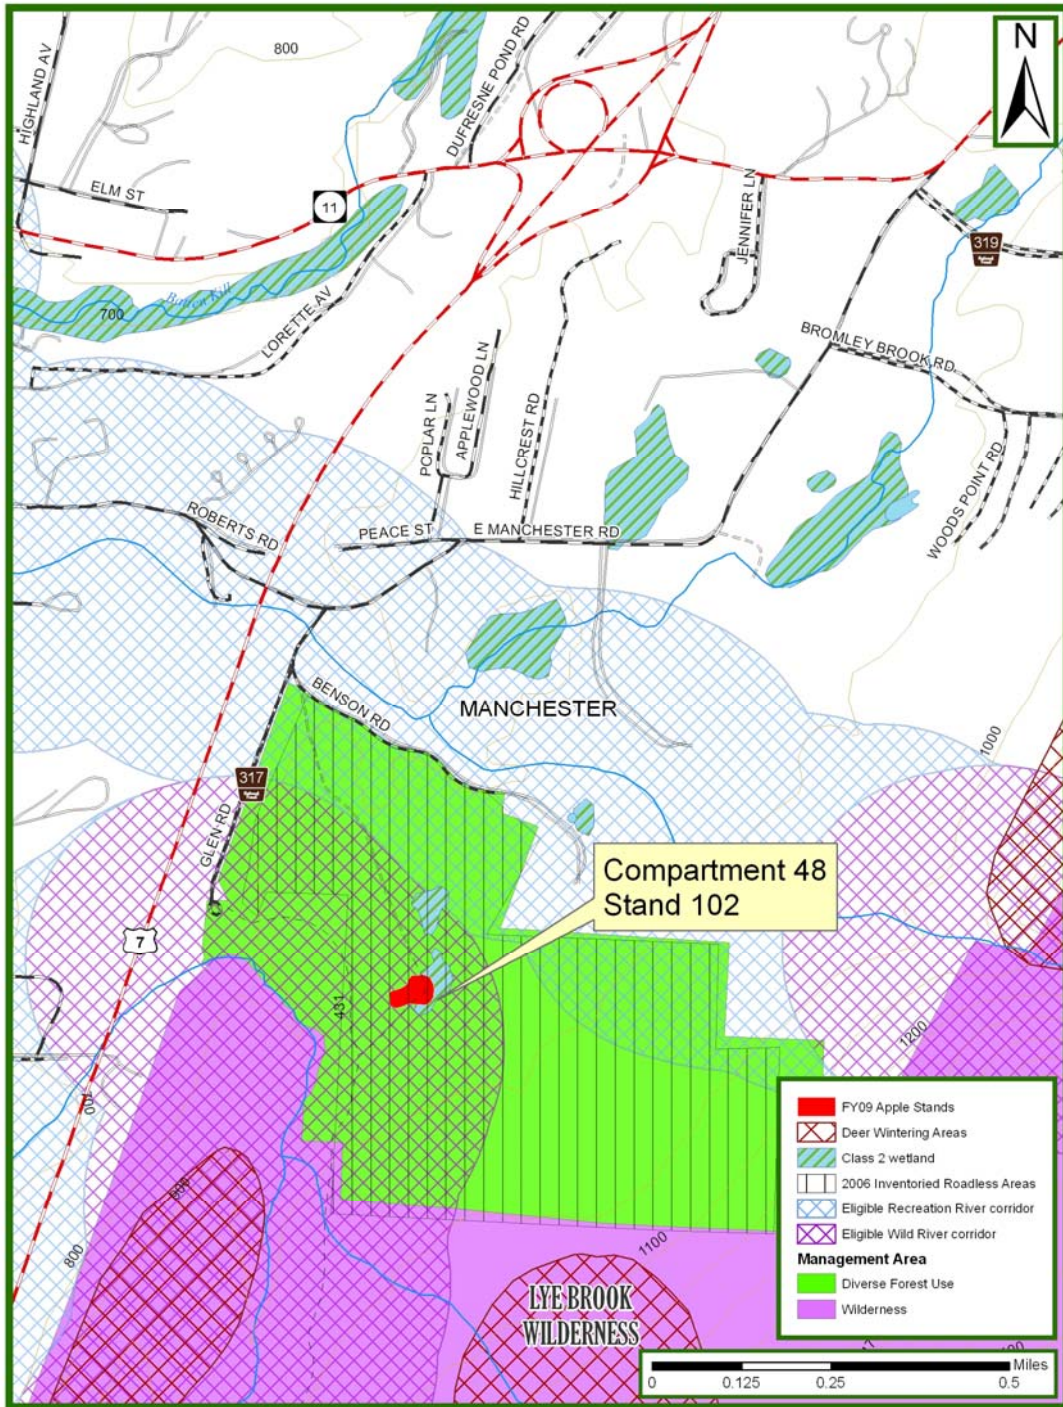 N
800
HIGHLAND AV
DUFRESNE POND RD
ELM ST
11
JENNIFER LN
319
Batten Kill
700
LORETTE AV
BROMLEY BROOK RD
POPLAR LN
APPLEWOOD LN
HILLCREST RD
WOODS POINT RD
ROBERTS RD
PEACE ST
E MANCHESTER RD
BENSON RD
MANCHESTER
1000
317
GLEN RD
Compartment 48
Stand 102
7
431
1200
700
800
800
1100
LYE BROOK
WILDERNESS
FY09 Apple Stands
Deer Wintering Areas
Class 2 wetland
2006 Inventoried Roadless Areas
Eligible Recreation River corridor
Eligible Wild River corridor
Management Area
Diverse Forest Use
Wilderness
Miles
0
0.125
0.25
0.5